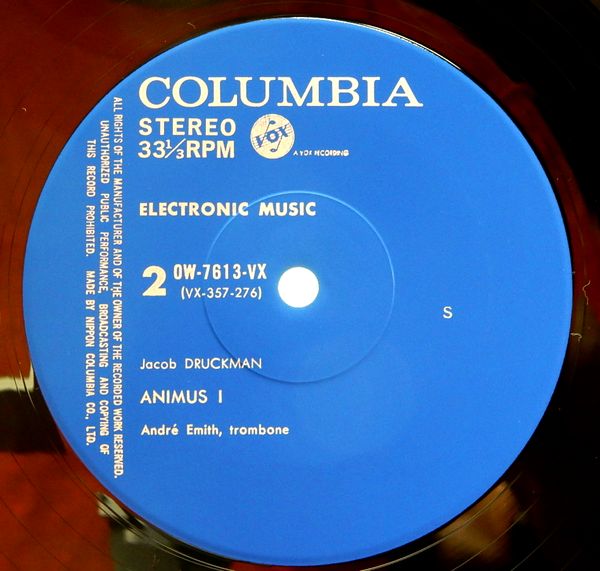 COLUMBIA
STEREO
33⅓RPM
VOX
A VOX RECORDING
ELECTRONIC MUSIC
2 OW-7613-VX
(VX-357-276)
S
Jacob DRUCKMAN
ANIMUS I
André Emith, trombone
ALL RIGHTS OF THE MANUFACTURER AND OF THE OWNER OF THE RECORDED WORK RESERVED.
UNAUTHORIZED PUBLIC PERFORMANCE, BROADCASTING AND COPYING OF
THIS RECORD PROHIBITED. MADE BY NIPPON COLUMBIA CO., LTD.